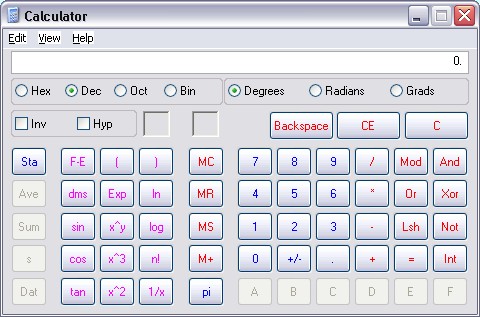 Calculator
Edit View Help
0.
Hex Dec Oct Bin Degrees Radians Grads
Inv Hyp Backspace CE C
Sta F-E ( ) MC 7 8 9 / Mod And
Ave dms Exp ln MR 4 5 6 * Or Xor
Sum sin x^y log MS 1 2 3 - Lsh Not
s cos x^3 n! M+ 0 +/- . + = Int
Dat tan x^2 1/x pi A B C D E F